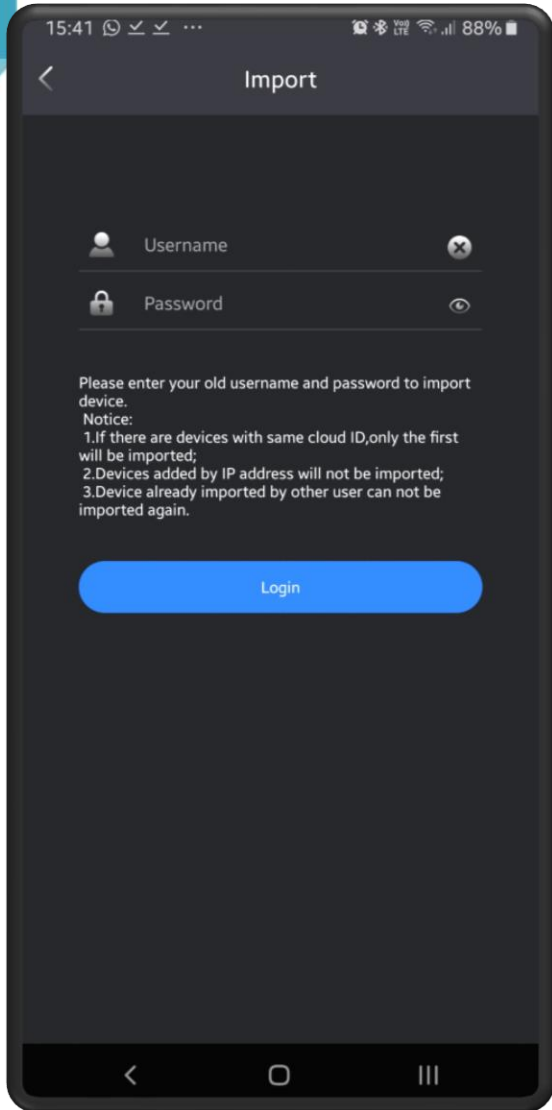 15:41 ... Vo) LTE 88%
Import
Username
Password
Please enter your old username and password to import
device.
Notice:
1.If there are devices with same cloud ID,only the first
will be imported;
2.Devices added by IP address will not be imported;
3.Device already imported by other user can not be
imported again.
Login